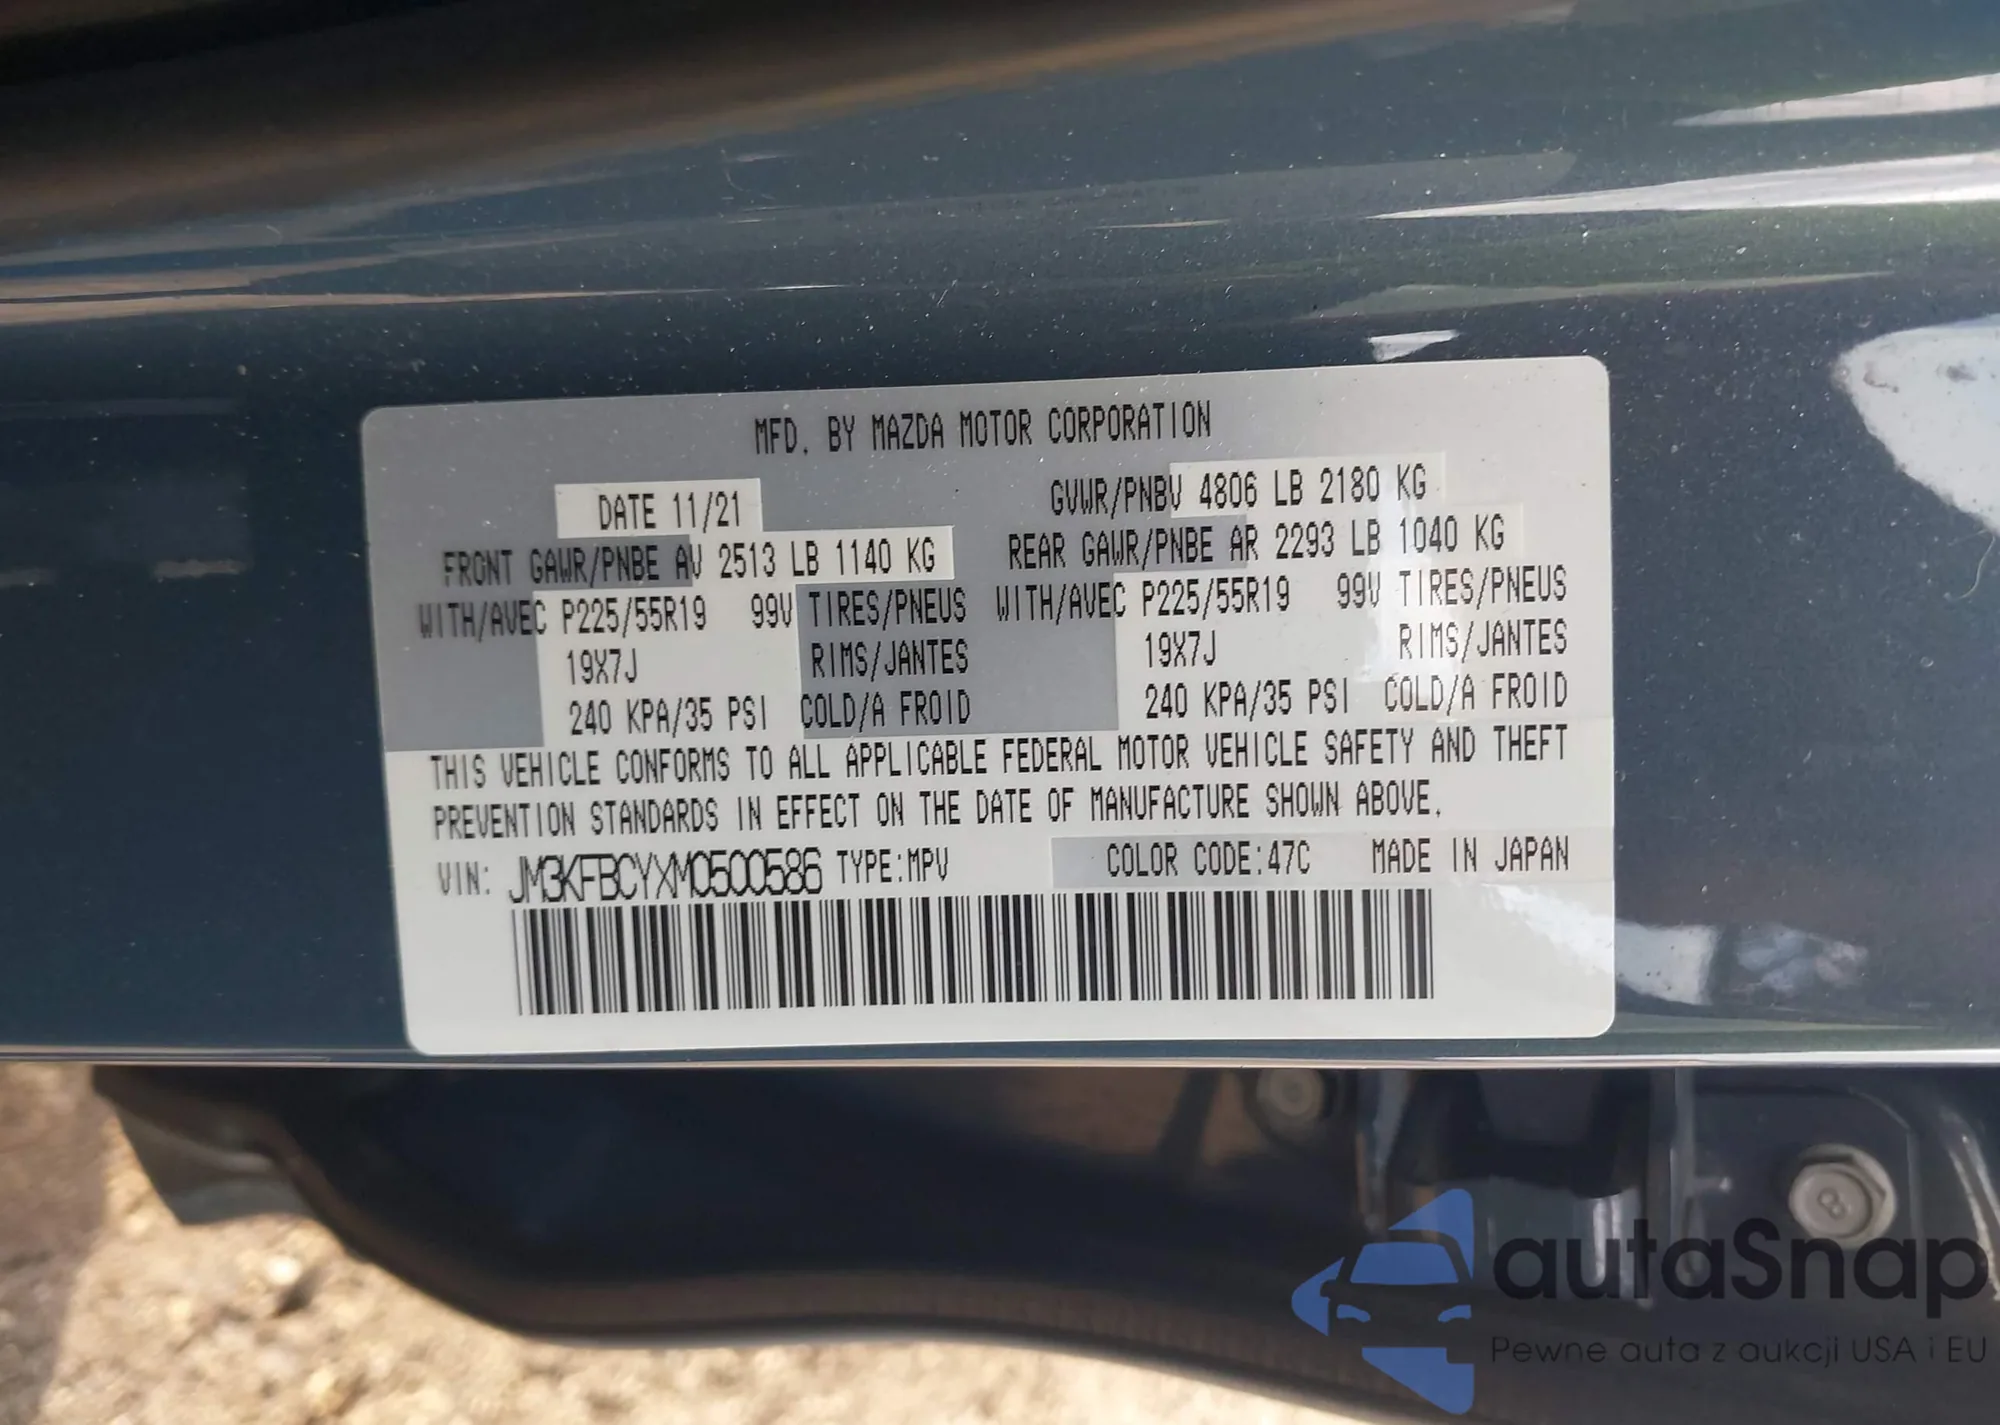 MFD. BY MAZDA MOTOR CORPORATION
DATE 11/21 GVWR/PNBV 4806 LB 2180 KG
FRONT GAWR/PNBE AV 2513 LB 1140 KG REAR GAWR/PNBE AR 2293 LB 1040 KG
WITH/AVEC P225/55R19 99V TIRES/PNEUS WITH/AVEC P225/55R19 99V TIRES/PNEUS
19X7J RIMS/JANTES 19X7J RIMS/JANTES
240 KPA/35 PSI COLD/A FROID 240 KPA/35 PSI COLD/A FROID
THIS VEHICLE CONFORMS TO ALL APPLICABLE FEDERAL MOTOR VEHICLE SAFETY AND THEFT
PREVENTION STANDARDS IN EFFECT ON THE DATE OF MANUFACTURE SHOWN ABOVE.
VIN: JM3KFBCYXM0500586 TYPE:MPV COLOR CODE:47C MADE IN JAPAN
8
autaSnap
Pewne auta z aukcji USA i EU